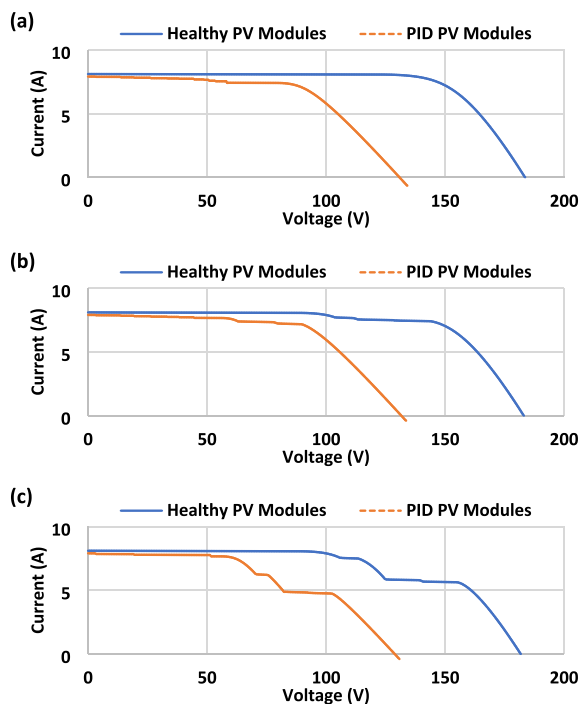 (a)
Healthy PV Modules PID PV Modules
10
5
0
Current (A)
0 50 100 150 200
Voltage (V)
(b)
Healthy PV Modules PID PV Modules
10
5
0
Current (A)
0 50 100 150 200
Voltage (V)
(c)
Healthy PV Modules PID PV Modules
10
5
0
Current (A)
0 50 100 150 200
Voltage (V)